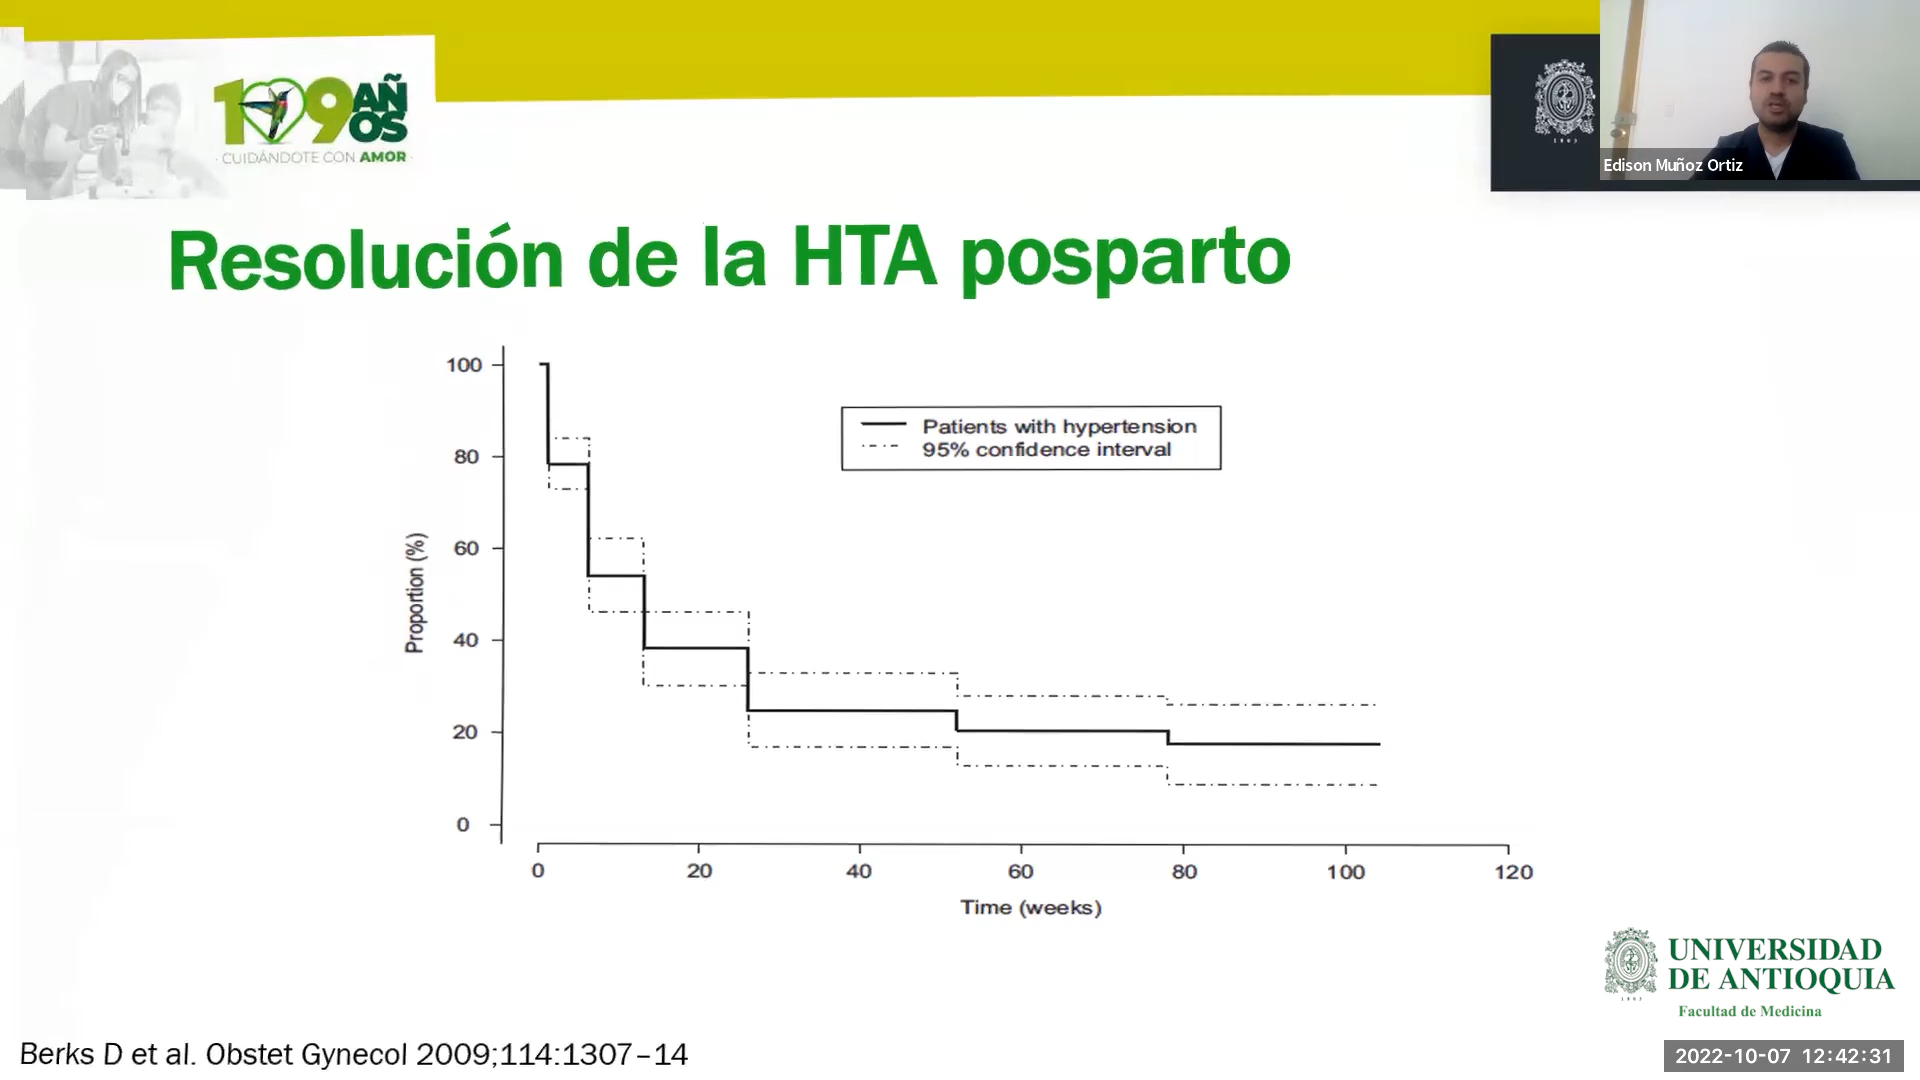 109 AÑOS
· CUIDÁNDOTE CON AMOR ·
1803
Edison Muñoz Ortiz
Resolución de la HTA posparto
100
80
60
40
20
0
Proportion (%)
Patients with hypertension
95% confidence interval
0 20 40 60 80 100 120
Time (weeks)
1803
UNIVERSIDAD
DE ANTIOQUIA
Facultad de Medicina
Berks D et al. Obstet Gynecol 2009;114:1307–14
2022-10-07 12:42:31